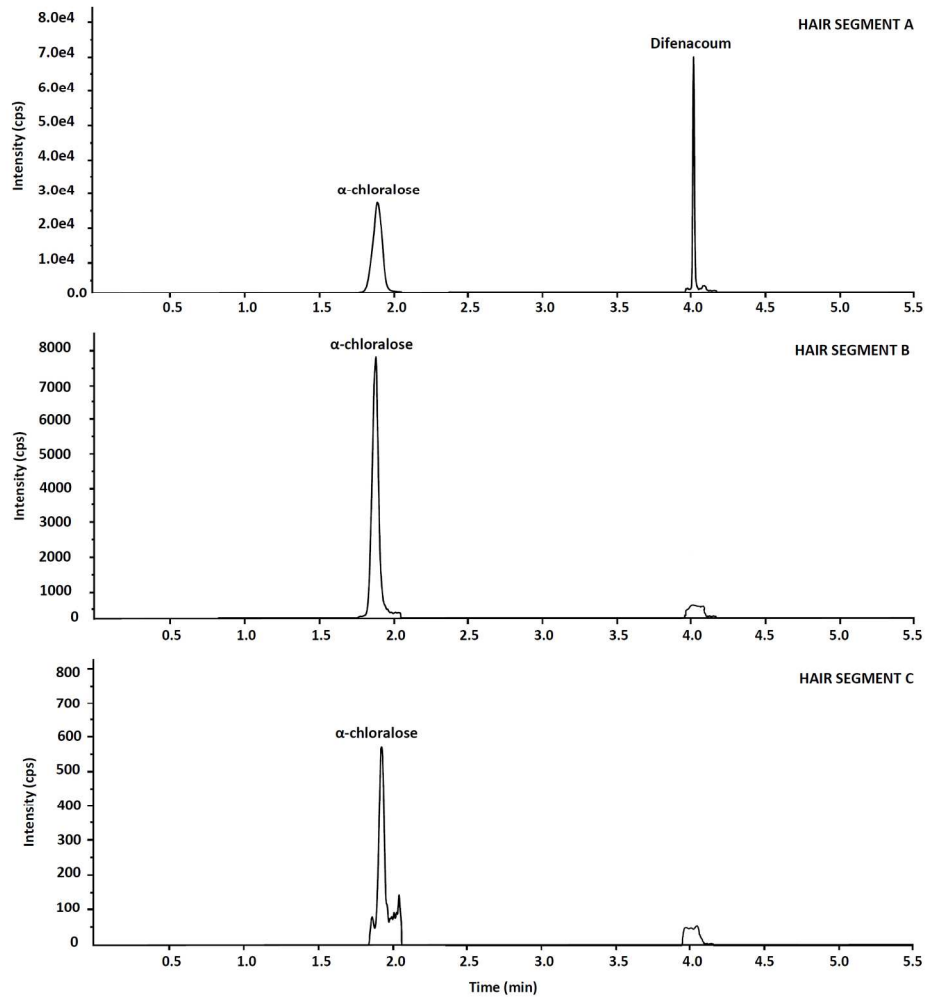 HAIR SEGMENT A
Intensity (cps)
8.0e4
7.0e4
6.0e4
5.0e4
4.0e4
3.0e4
2.0e4
1.0e4
0.0
α-chloralose
Difenacoum
0.5 1.0 1.5 2.0 2.5 3.0 3.5 4.0 4.5 5.0 5.5
HAIR SEGMENT B
Intensity (cps)
8000
7000
6000
5000
4000
3000
2000
1000
0
α-chloralose
0.5 1.0 1.5 2.0 2.5 3.0 3.5 4.0 4.5 5.0 5.5
HAIR SEGMENT C
Intensity (cps)
800
700
600
500
400
300
200
100
0
α-chloralose
0.5 1.0 1.5 2.0 2.5 3.0 3.5 4.0 4.5 5.0 5.5
Time (min)